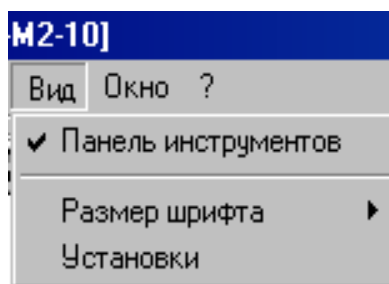 M2-10]
Вид Окно ?
Панель инструментов
Размер шрифта
Установки